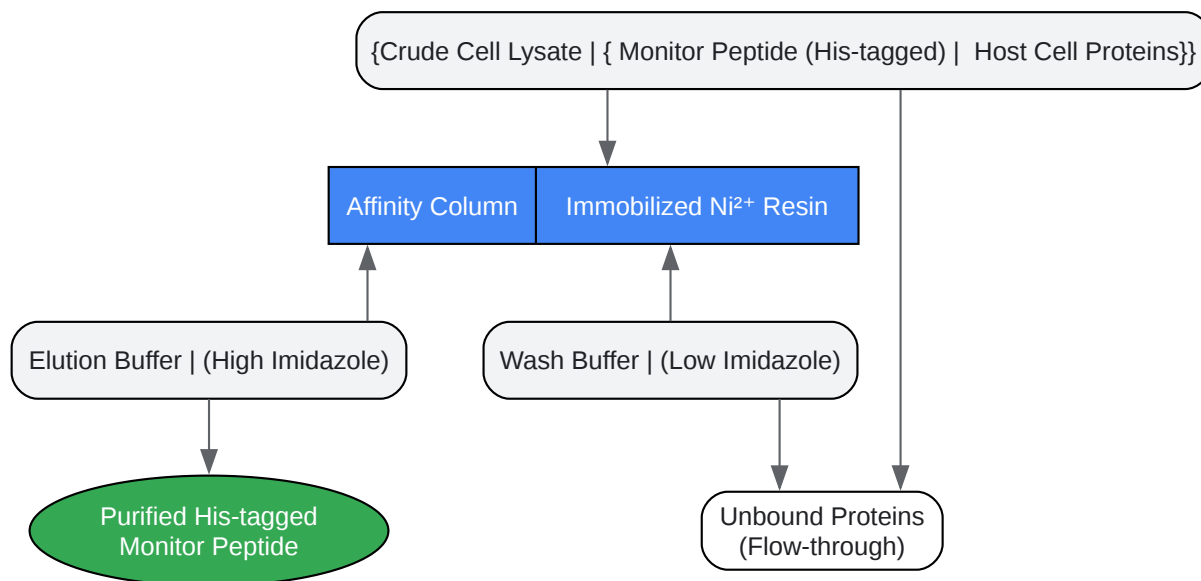 {Crude Cell Lysate | { Monitor Peptide (His-tagged) |  Host Cell Proteins}}
Affinity Column
Immobilized Ni²⁺ Resin
Elution Buffer | (High Imidazole)
Wash Buffer | (Low Imidazole)
Purified His-tagged
Monitor Peptide
Unbound Proteins
(Flow-through)